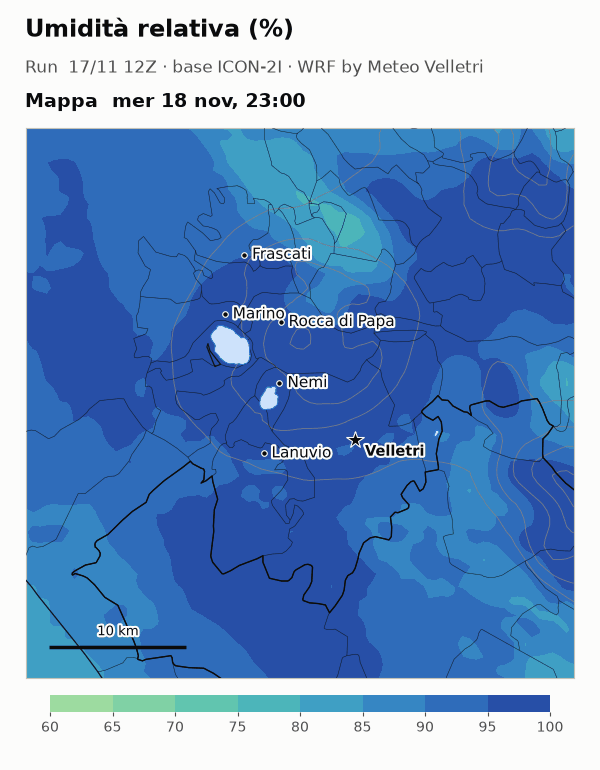 Umidità relativa (%)
Run  17/11 12Z · base ICON-2I · WRF by Meteo Velletri
Mappa  mer 18 nov, 23:00
Frascati
Marino
Rocca di Papa
Nemi
Lanuvio
Velletri
10 km
60 65 70 75 80 85 90 95 100